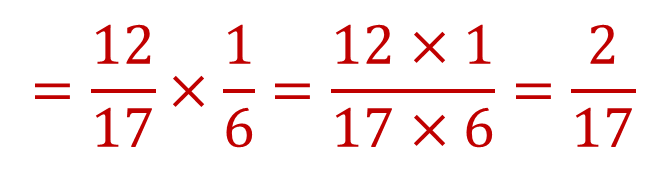 = 12/17 × 1/6 = (12 × 1)/(17 × 6) = 2/17